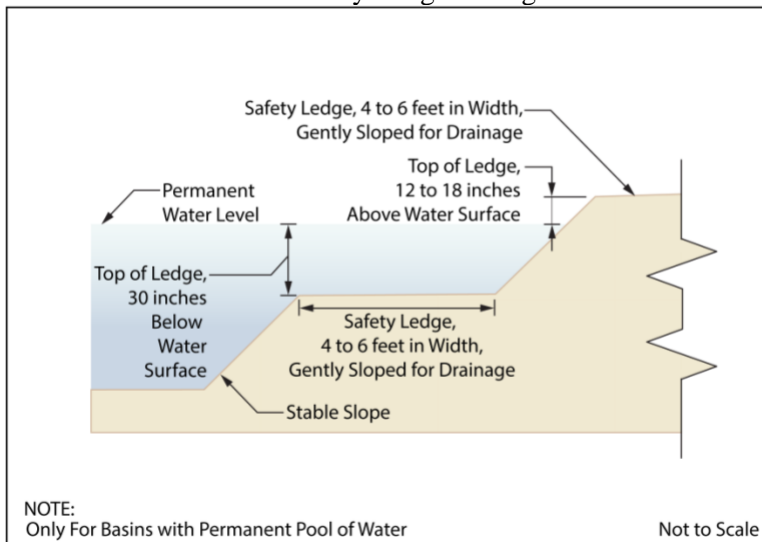 Safety Ledge, 4 to 6 feet in Width,
Gently Sloped for Drainage
Top of Ledge,
12 to 18 inches
Above Water Surface
Permanent
Water Level
Top of Ledge,
30 inches
Below
Water
Surface
Safety Ledge,
4 to 6 feet in Width,
Gently Sloped for Drainage
Stable Slope
NOTE:
Only For Basins with Permanent Pool of Water
Not to Scale